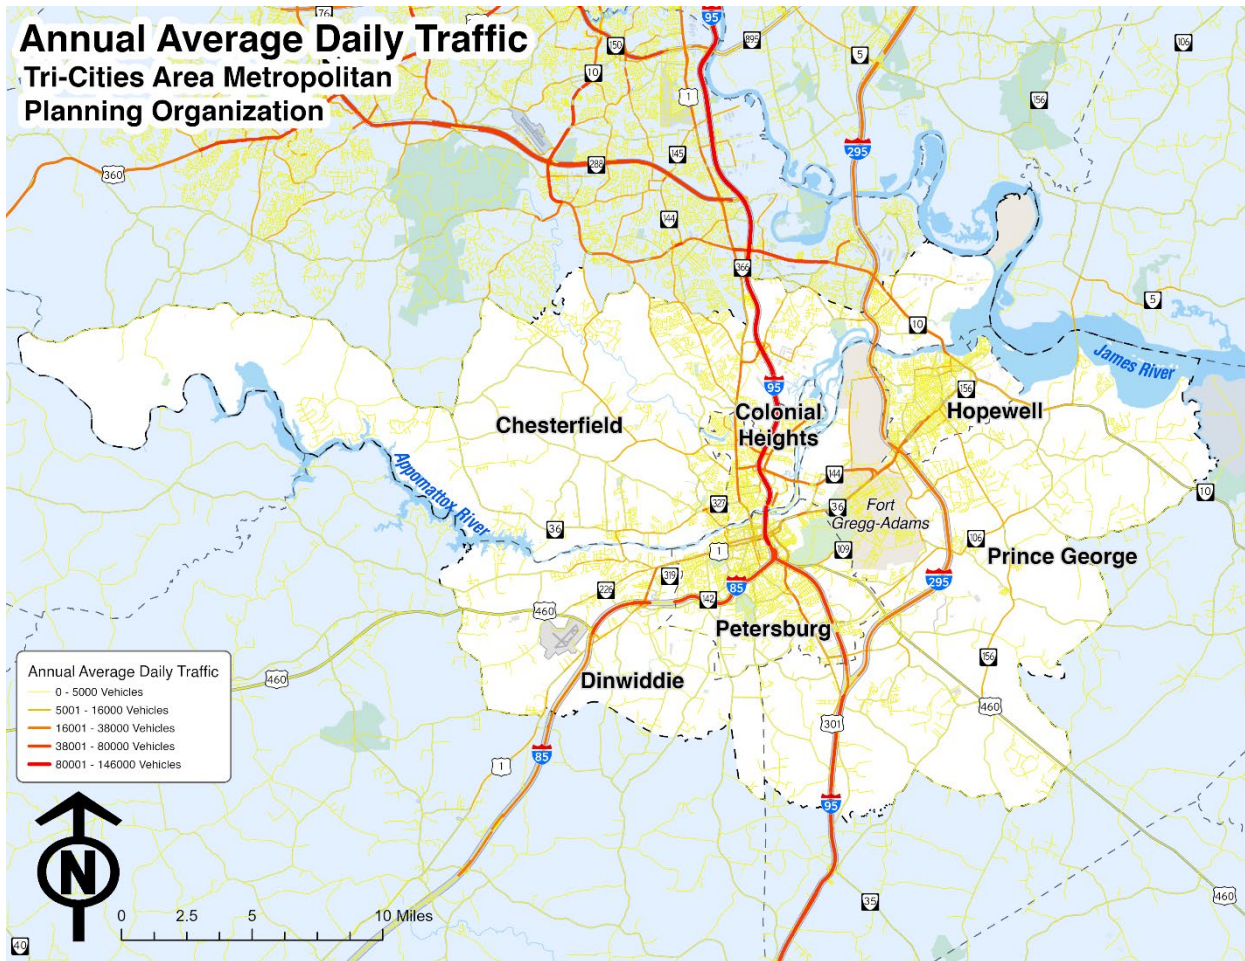 Annual Average Daily Traffic
Tri-Cities Area Metropolitan
Planning Organization
76
95
895
150
5
106
10
1
156
295
145
288
360
144
366
5
10
James River
95
156
Colonial
Heights
Hopewell
Chesterfield
Appomattox River
144
10
327
36
Fort
Gregg-Adams
36
1
109
106
Prince George
319
85
295
226
142
460
Petersburg
156
Dinwiddie
460
460
301
Annual Average Daily Traffic
0 - 5000 Vehicles
5001 - 16000 Vehicles
16001 - 38000 Vehicles
38001 - 80000 Vehicles
80001 - 146000 Vehicles
85
1
95
N
460
35
0 2.5 5 10 Miles
40